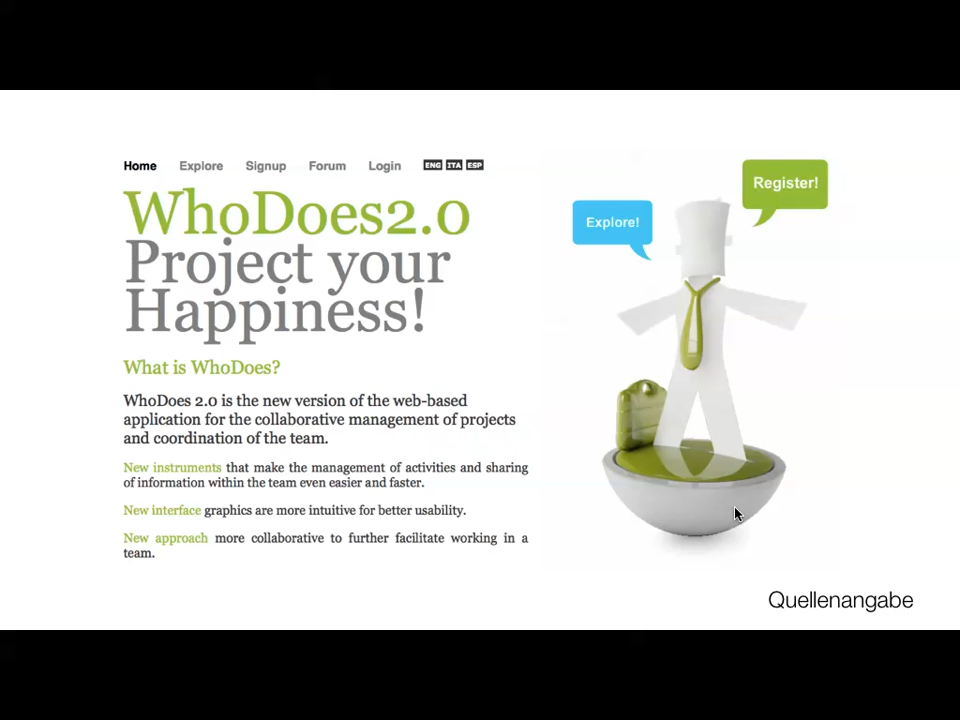 Home Explore Signup Forum Login ENG ITA ESP
WhoDoes2.0
Project your
Happiness!
What is WhoDoes?
WhoDoes 2.0 is the new version of the web-based
application for the collaborative management of projects
and coordination of the team.
New instruments that make the management of activities and sharing
of information within the team even easier and faster.
New interface graphics are more intuitive for better usability.
New approach more collaborative to further facilitate working in a
team.
Explore!
Register!
Quellenangabe